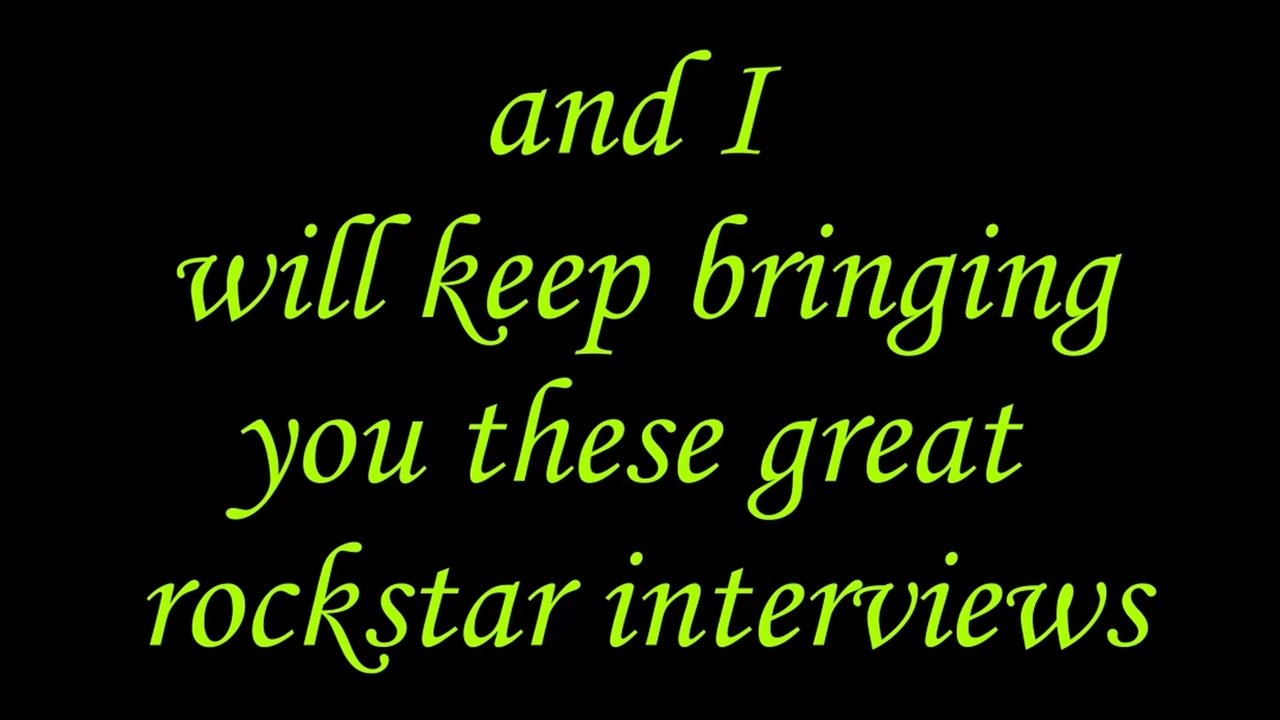 and I
will keep bringing
you these great
rockstar interviews